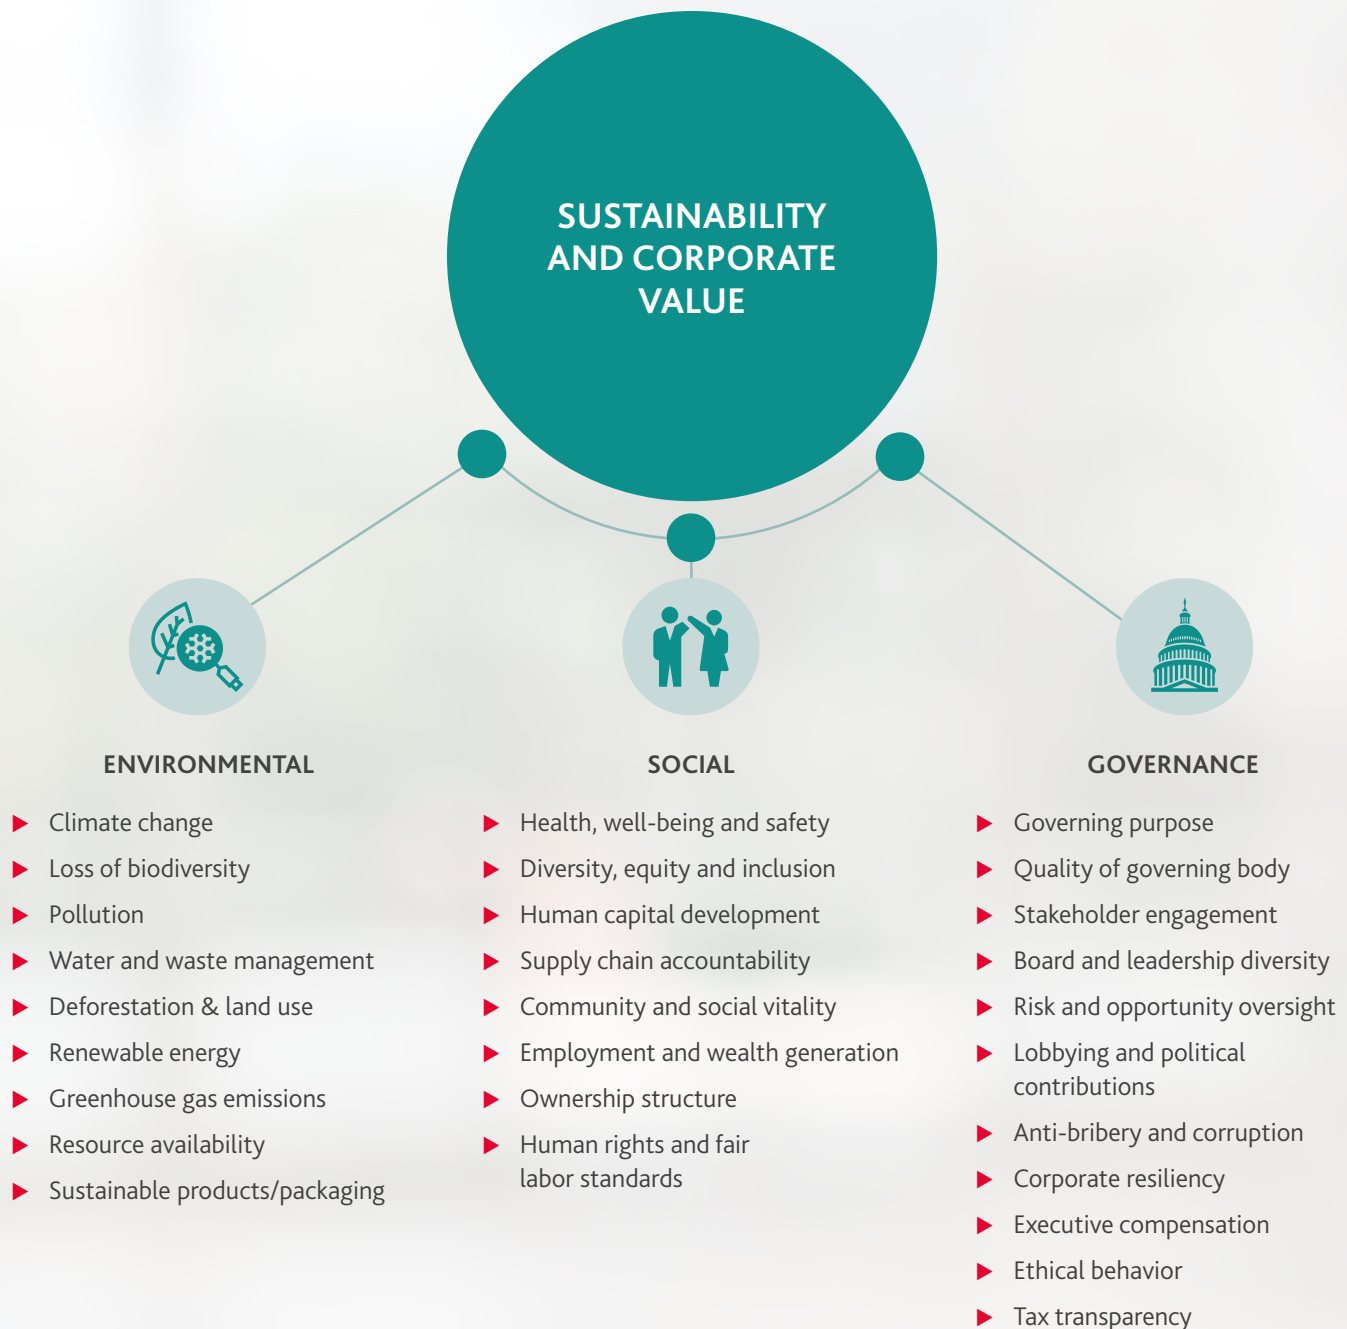 SUSTAINABILITY
AND CORPORATE
VALUE
ENVIRONMENTAL
Climate change
Loss of biodiversity
Pollution
Water and waste management
Deforestation & land use
Renewable energy
Greenhouse gas emissions
Resource availability
Sustainable products/packaging
SOCIAL
Health, well-being and safety
Diversity, equity and inclusion
Human capital development
Supply chain accountability
Community and social vitality
Employment and wealth generation
Ownership structure
Human rights and fair
labor standards
GOVERNANCE
Governing purpose
Quality of governing body
Stakeholder engagement
Board and leadership diversity
Risk and opportunity oversight
Lobbying and political
contributions
Anti-bribery and corruption
Corporate resiliency
Executive compensation
Ethical behavior
Tax transparency